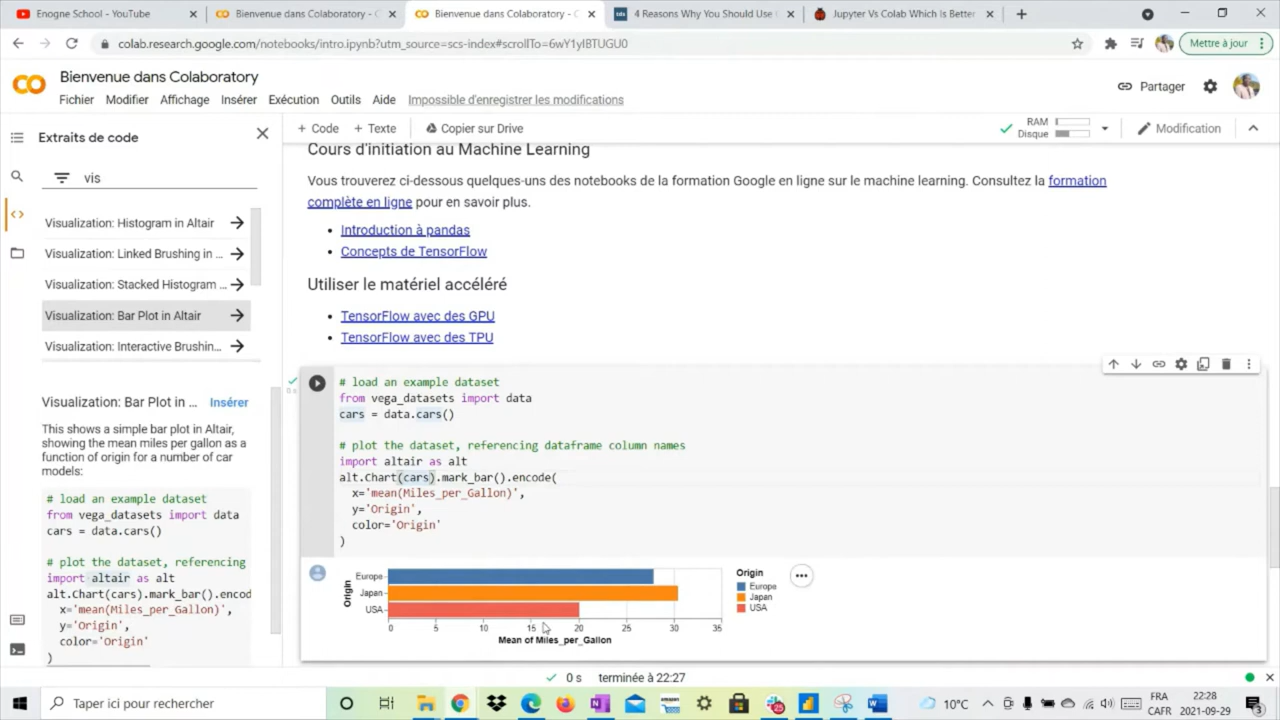 Enogne School - YouTube
Bienvenue dans Colaboratory - C
Bienvenue dans Colaboratory - C
4 Reasons Why You Should Use
Jupyter Vs Colab Which Is Better
colab.research.google.com/notebooks/intro.ipynb?utm_source=scs-index#scrollTo=6wY1yIBTUGU0
Mettre à jour
Bienvenue dans Colaboratory
Fichier Modifier Affichage Insérer Exécution Outils Aide Impossible d'enregistrer les modifications
Partager
Extraits de code
vis
Visualization: Histogram in Altair
Visualization: Linked Brushing in ...
Visualization: Stacked Histogram ...
Visualization: Bar Plot in Altair
Visualization: Interactive Brushin...
Visualization: Bar Plot in ... Insérer
This shows a simple bar plot in Altair,
showing the mean miles per gallon as a
function of origin for a number of car
models:
# load an example dataset
from vega_datasets import data
cars = data.cars()
# plot the dataset, referencing
import altair as alt
alt.Chart(cars).mark_bar().encod
x='mean(Miles_per_Gallon)',
y='Origin',
color='Origin'
)
+ Code + Texte Copier sur Drive
RAM
Disque
Modification
Cours d'initiation au Machine Learning
Vous trouverez ci-dessous quelques-uns des notebooks de la formation Google en ligne sur le machine learning. Consultez la formation
complète en ligne pour en savoir plus.
• Introduction à pandas
• Concepts de TensorFlow
Utiliser le matériel accéléré
• TensorFlow avec des GPU
• TensorFlow avec des TPU
0 s
# load an example dataset
from vega_datasets import data
cars = data.cars()
# plot the dataset, referencing dataframe column names
import altair as alt
alt.Chart(cars).mark_bar().encode(
x='mean(Miles_per_Gallon)',
y='Origin',
color='Origin'
)
Origin
Europe
Japan
USA
0 5 10 15 20 25 30 35
Mean of Miles_per_Gallon
Origin
Europe
Japan
USA
0 s terminée à 22:27
Taper ici pour rechercher
25
10°C
FRA
CAFR
22:28
2021-09-29
3